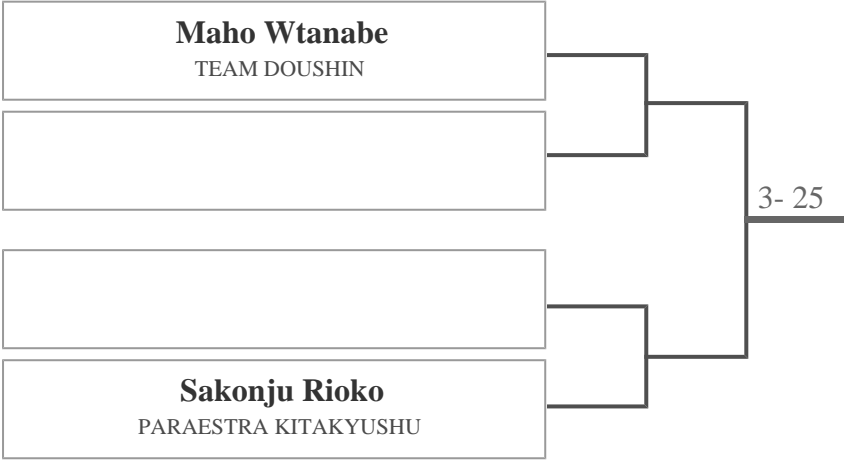 Maho Wtanabe
TEAM DOUSHIN
3- 25
Sakonju Rioko
PARAESTRA KITAKYUSHU